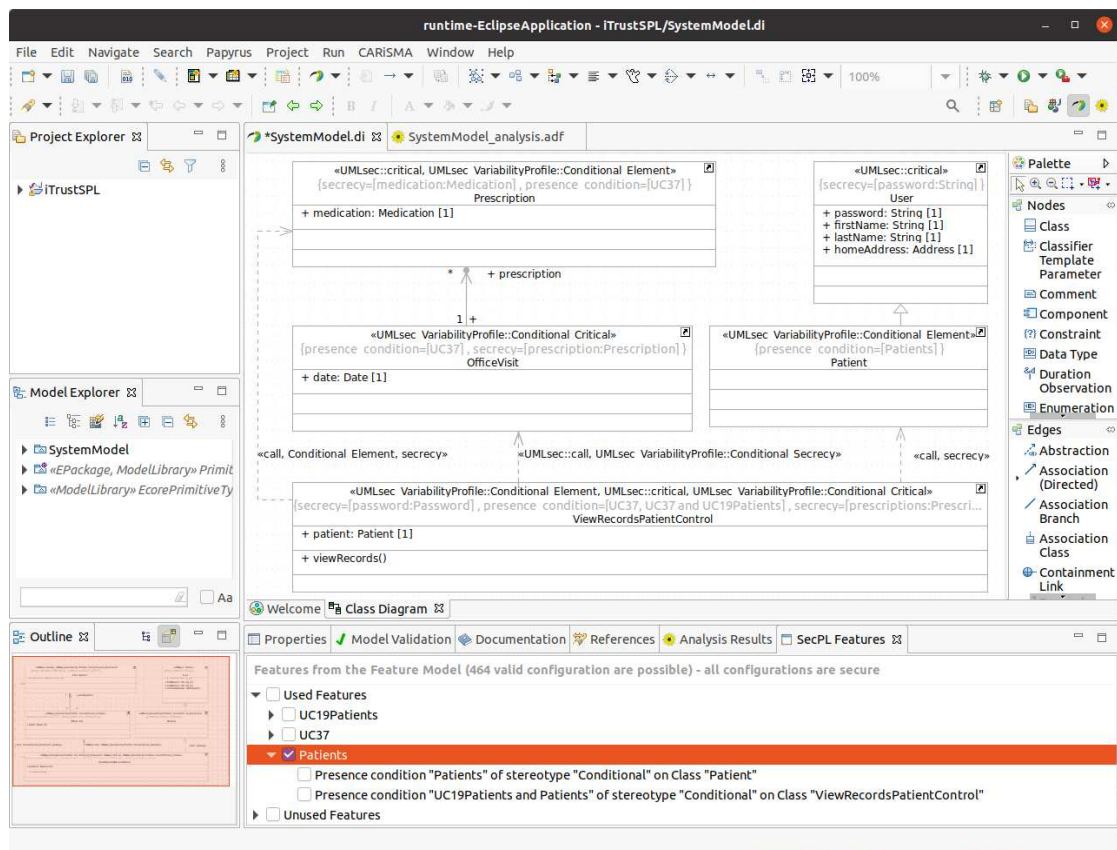 runtime-EclipseApplication - iTrustSPL/SystemModel.di
File Edit Navigate Search Papyrus Project Run CARiSMA Window Help
100%
B I A
Project Explorer
iTrustSPL
*SystemModel.di SystemModel_analysis.adf
«UMLsec::critical, UMLsec VariabilityProfile::Conditional Element»
{secrecy=[medication:Medication] , presence condition=[UC37] }
Prescription
+ medication: Medication [1]
«UMLsec::critical»
{secrecy=[password:String] }
User
+ password: String [1]
+ firstName: String [1]
+ lastName: String [1]
+ homeAddress: Address [1]
* + prescription
1 +
«UMLsec VariabilityProfile::Conditional Critical»
{presence condition=[UC37] , secrecy=[prescription:Prescription] }
OfficeVisit
+ date: Date [1]
«UMLsec VariabilityProfile::Conditional Element»
{presence condition=[Patients] }
Patient
«call, Conditional Element, secrecy»
«UMLsec::call, UMLsec VariabilityProfile::Conditional Secrecy»
«call, secrecy»
«UMLsec VariabilityProfile::Conditional Element, UMLsec::critical, UMLsec VariabilityProfile::Conditional Critical»
{secrecy=[password:Password] , presence condition=[UC37, UC37 and UC19Patients] , secrecy=[prescriptions:Prescri...
ViewRecordsPatientControl
+ patient: Patient [1]
+ viewRecords()
Palette
Nodes
Class
Classifier
Template
Parameter
Comment
Component
Constraint
Data Type
Duration
Observation
Enumeration
Edges
Abstraction
Association
(Directed)
Association
Branch
Association
Class
Containment
Link
Model Explorer
SystemModel
«EPackage, ModelLibrary» Primit
«ModelLibrary» EcorePrimitiveTy
Aa
Welcome Class Diagram
Outline
Properties Model Validation Documentation References Analysis Results SecPL Features
Features from the Feature Model (464 valid configuration are possible) - all configurations are secure
Used Features
UC19Patients
UC37
Patients
Presence condition "Patients" of stereotype "Conditional" on Class "Patient"
Presence condition "UC19Patients and Patients" of stereotype "Conditional" on Class "ViewRecordsPatientControl"
Unused Features